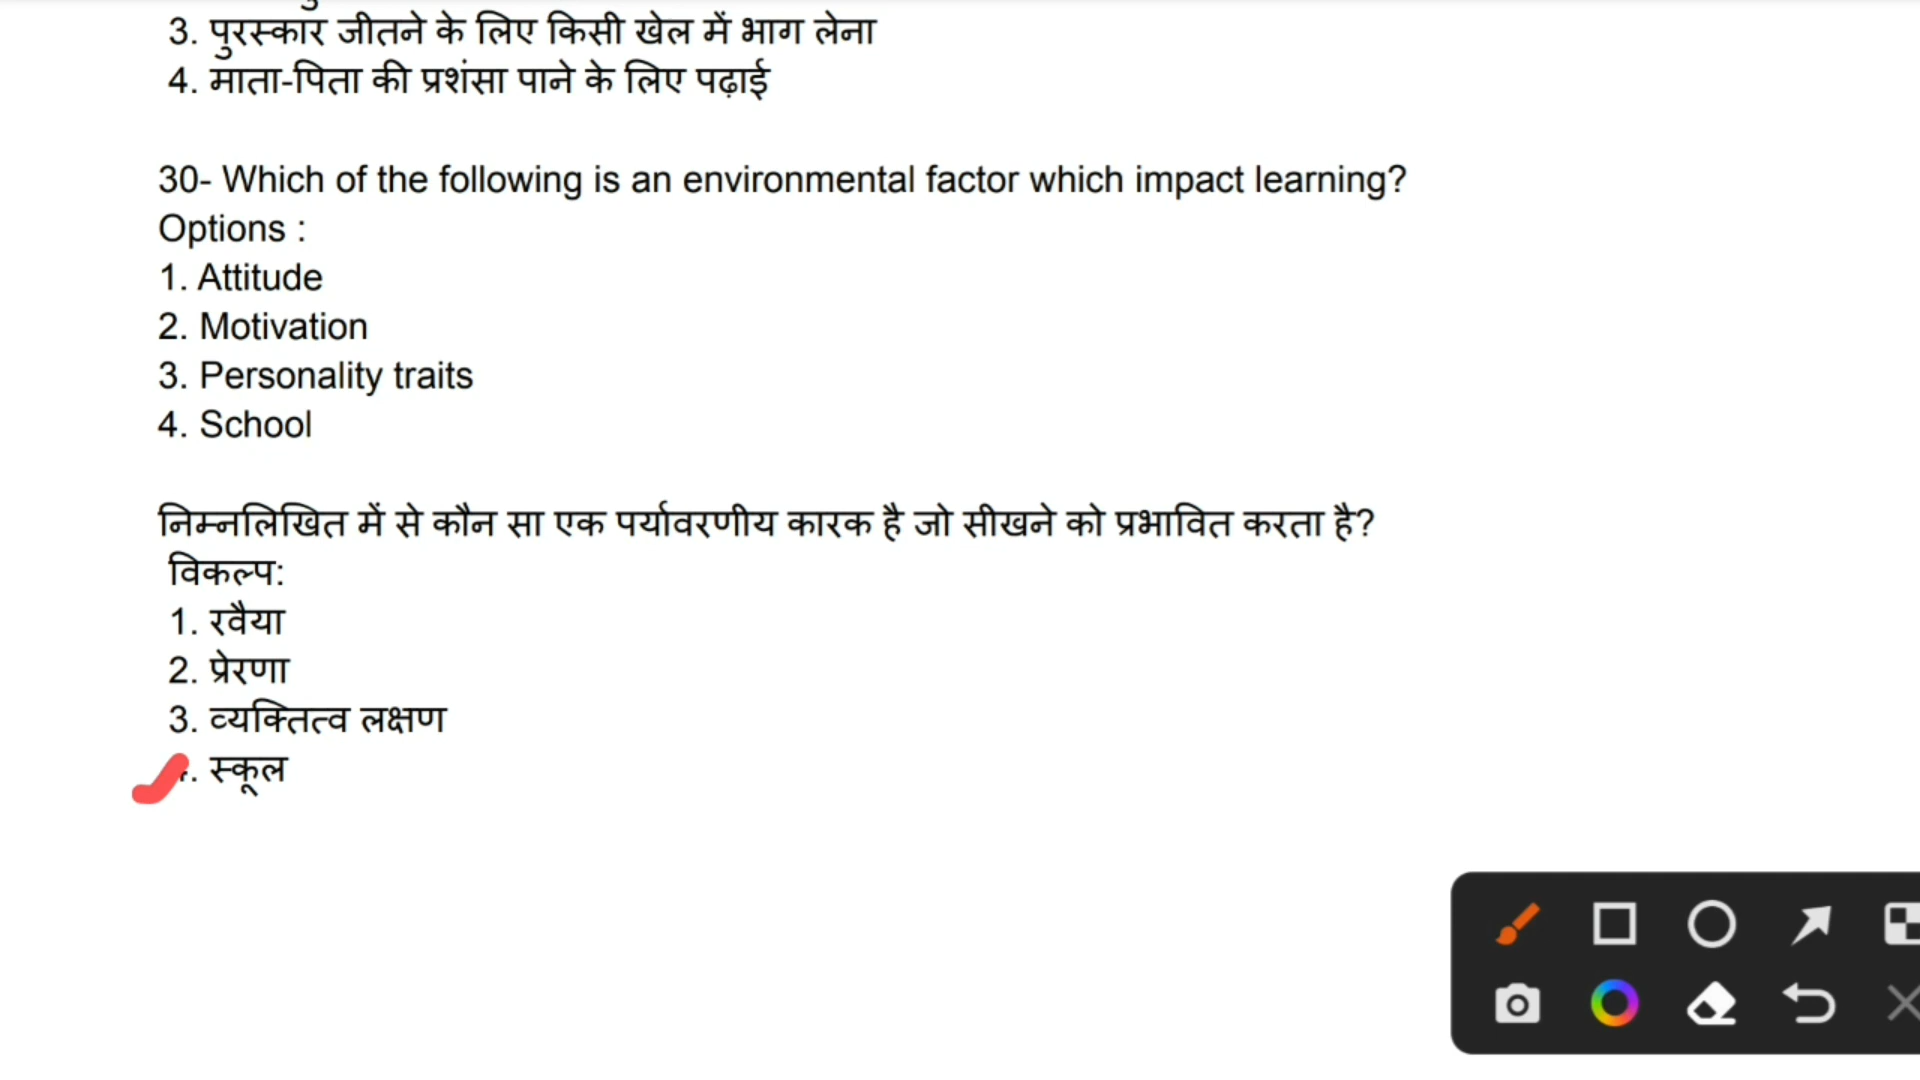 3. पुरस्कार जीतने के लिए किसी खेल में भाग लेना
4. माता-पिता की प्रशंसा पाने के लिए पढ़ाई
30- Which of the following is an environmental factor which impact learning?
Options :
1. Attitude
2. Motivation
3. Personality traits
4. School
निम्नलिखित में से कौन सा एक पर्यावरणीय कारक है जो सीखने को प्रभावित करता है?
विकल्प:
1. रवैया
2. प्रेरणा
3. व्यक्तित्व लक्षण
. स्कूल